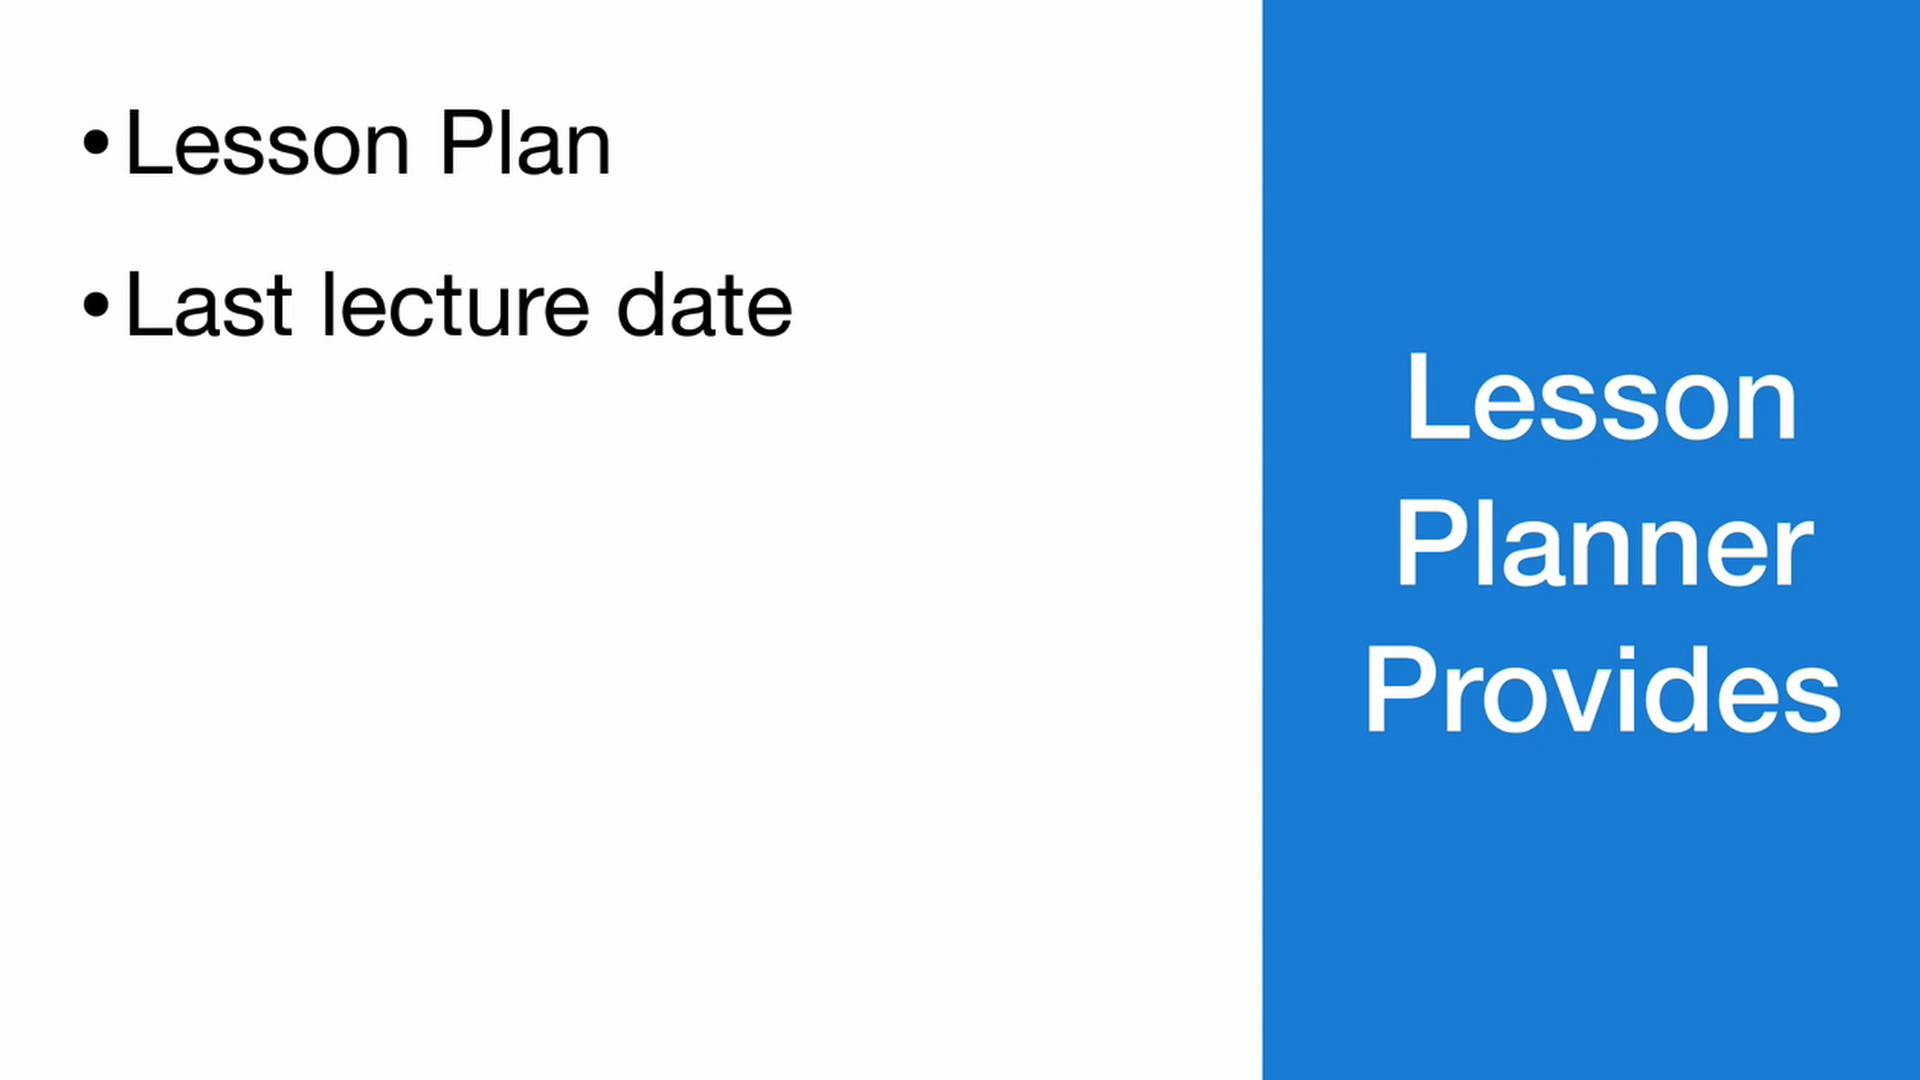 • Lesson Plan
• Last lecture date
Lesson
Planner
Provides